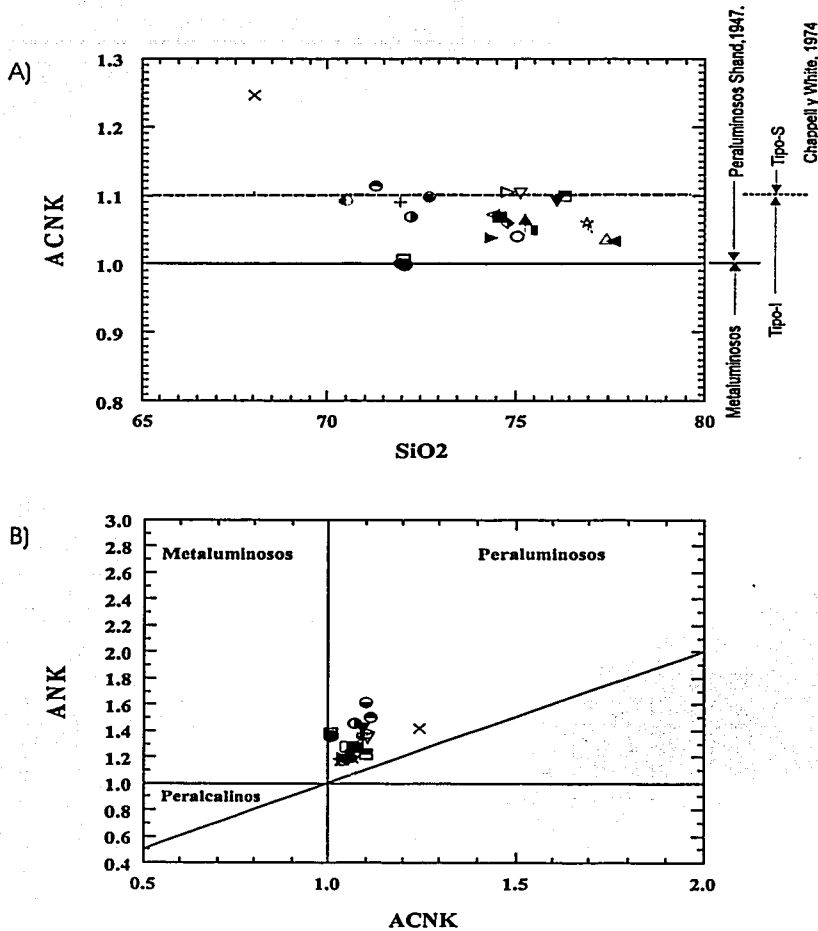 A)
1.3
1.2
1.1
1.0
0.9
0.8
ACNK
65
70
75
80
SiO2
Peraluminosos Shand,1947.
Metaluminosos
Tipo-S
Tipo-I
Chappell y White, 1974
B)
3.0
2.8
2.6
2.4
2.2
2.0
1.8
1.6
1.4
1.2
1.0
0.8
0.6
0.4
ANK
Metaluminosos
Peraluminosos
Peralcalinos
0.5
1.0
1.5
2.0
ACNK